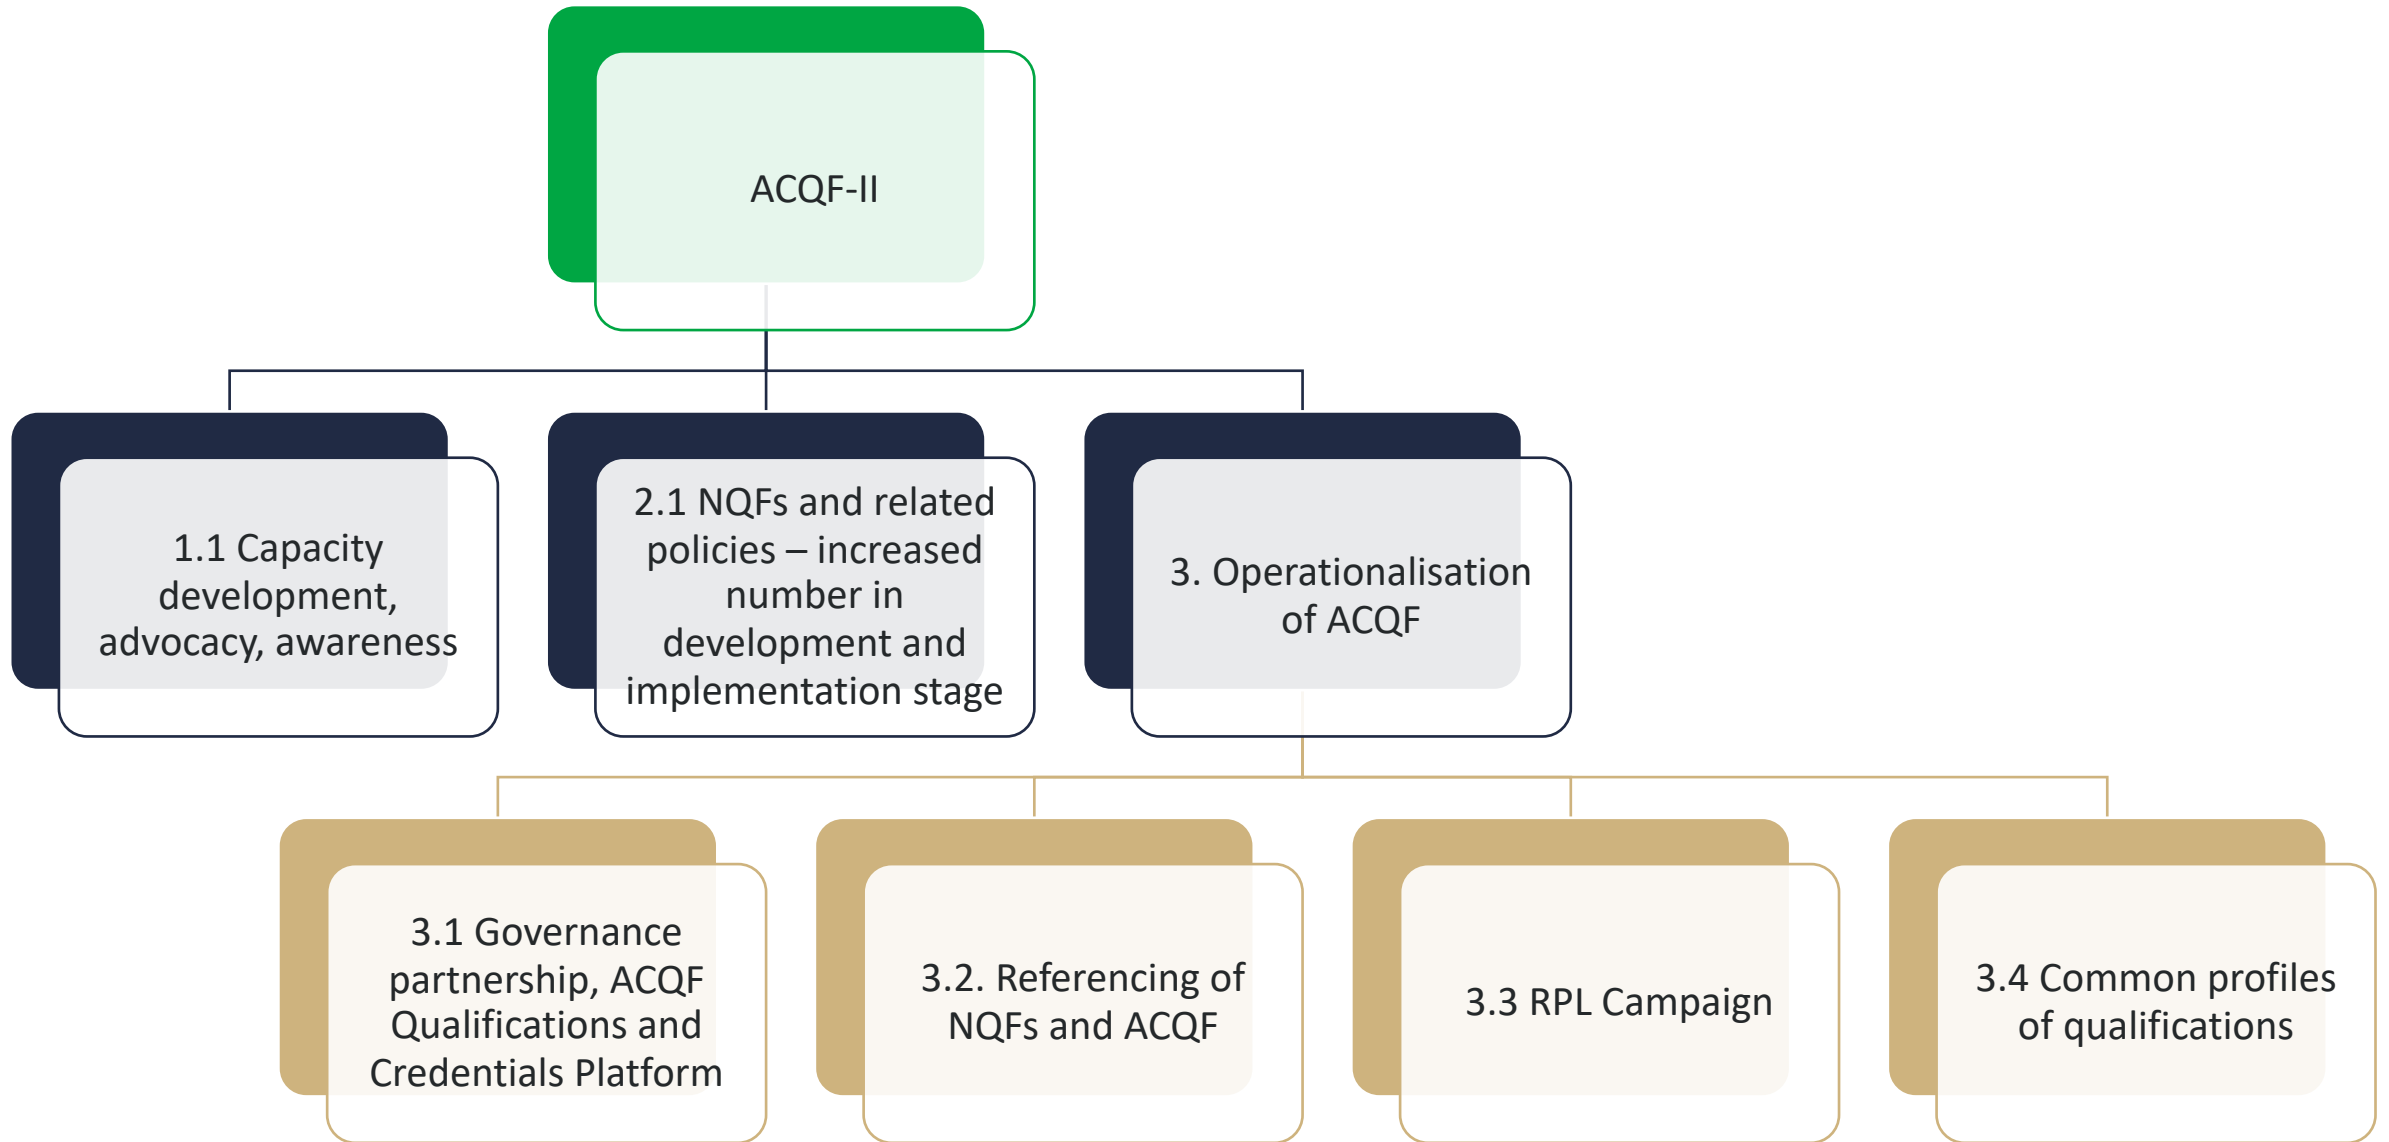 ACQF-II
1.1 Capacity
development,
advocacy, awareness
2.1 NQFs and related
policies – increased
number in
development and
implementation stage
3. Operationalisation
of ACQF
3.1 Governance
partnership, ACQF
Qualifications and
Credentials Platform
3.2. Referencing of
NQFs and ACQF
3.3 RPL Campaign
3.4 Common profiles
of qualifications